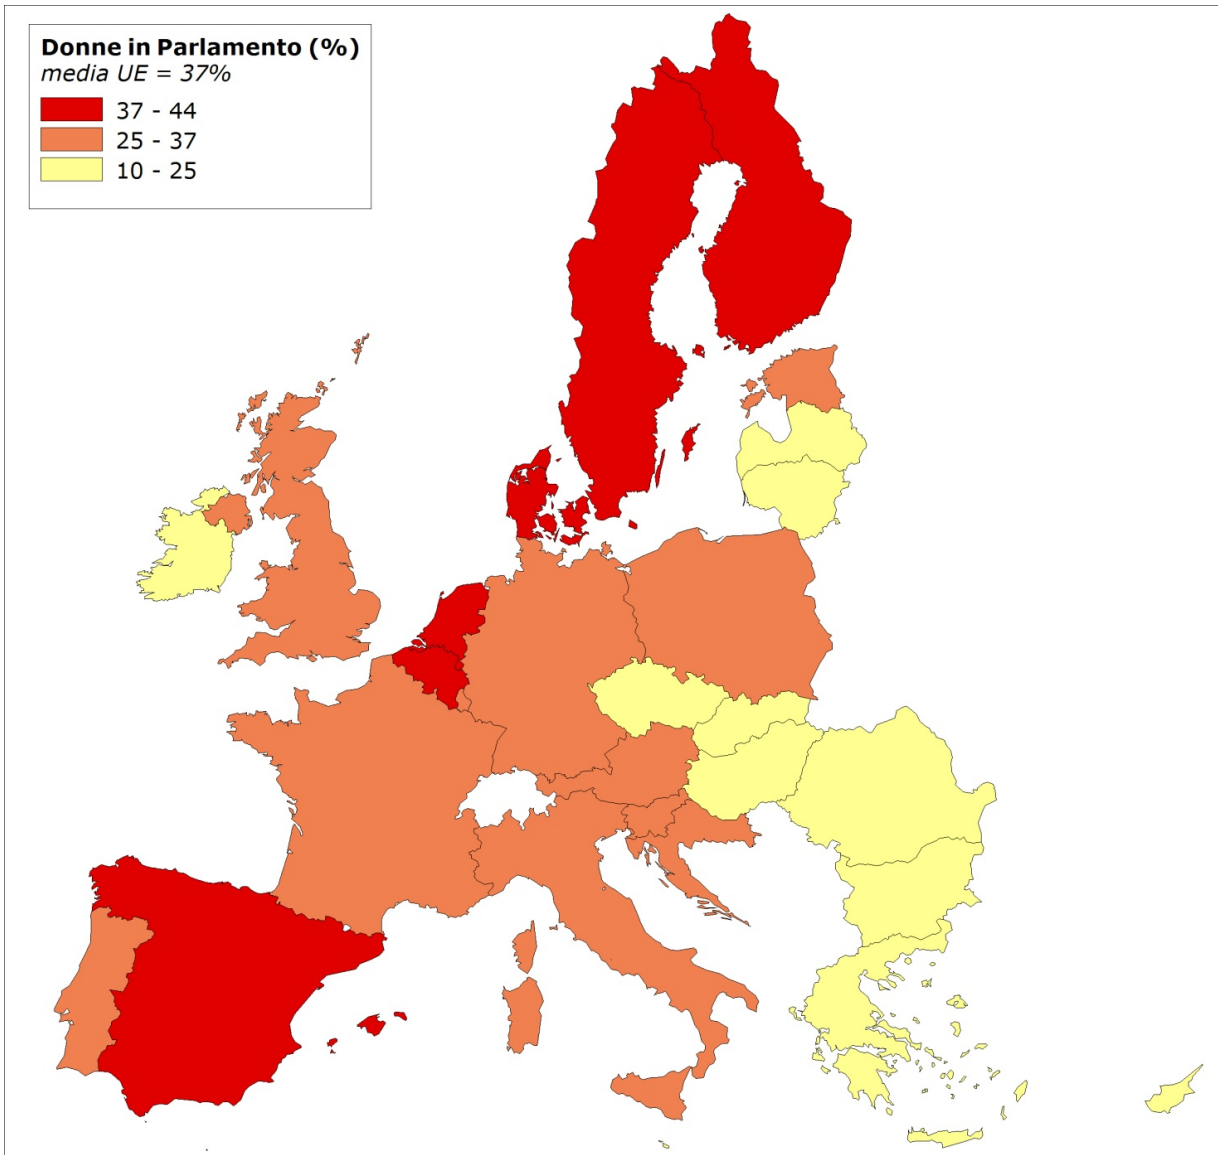 Donne in Parlamento (%)
media UE = 37%
37 - 44
25 - 37
10 - 25